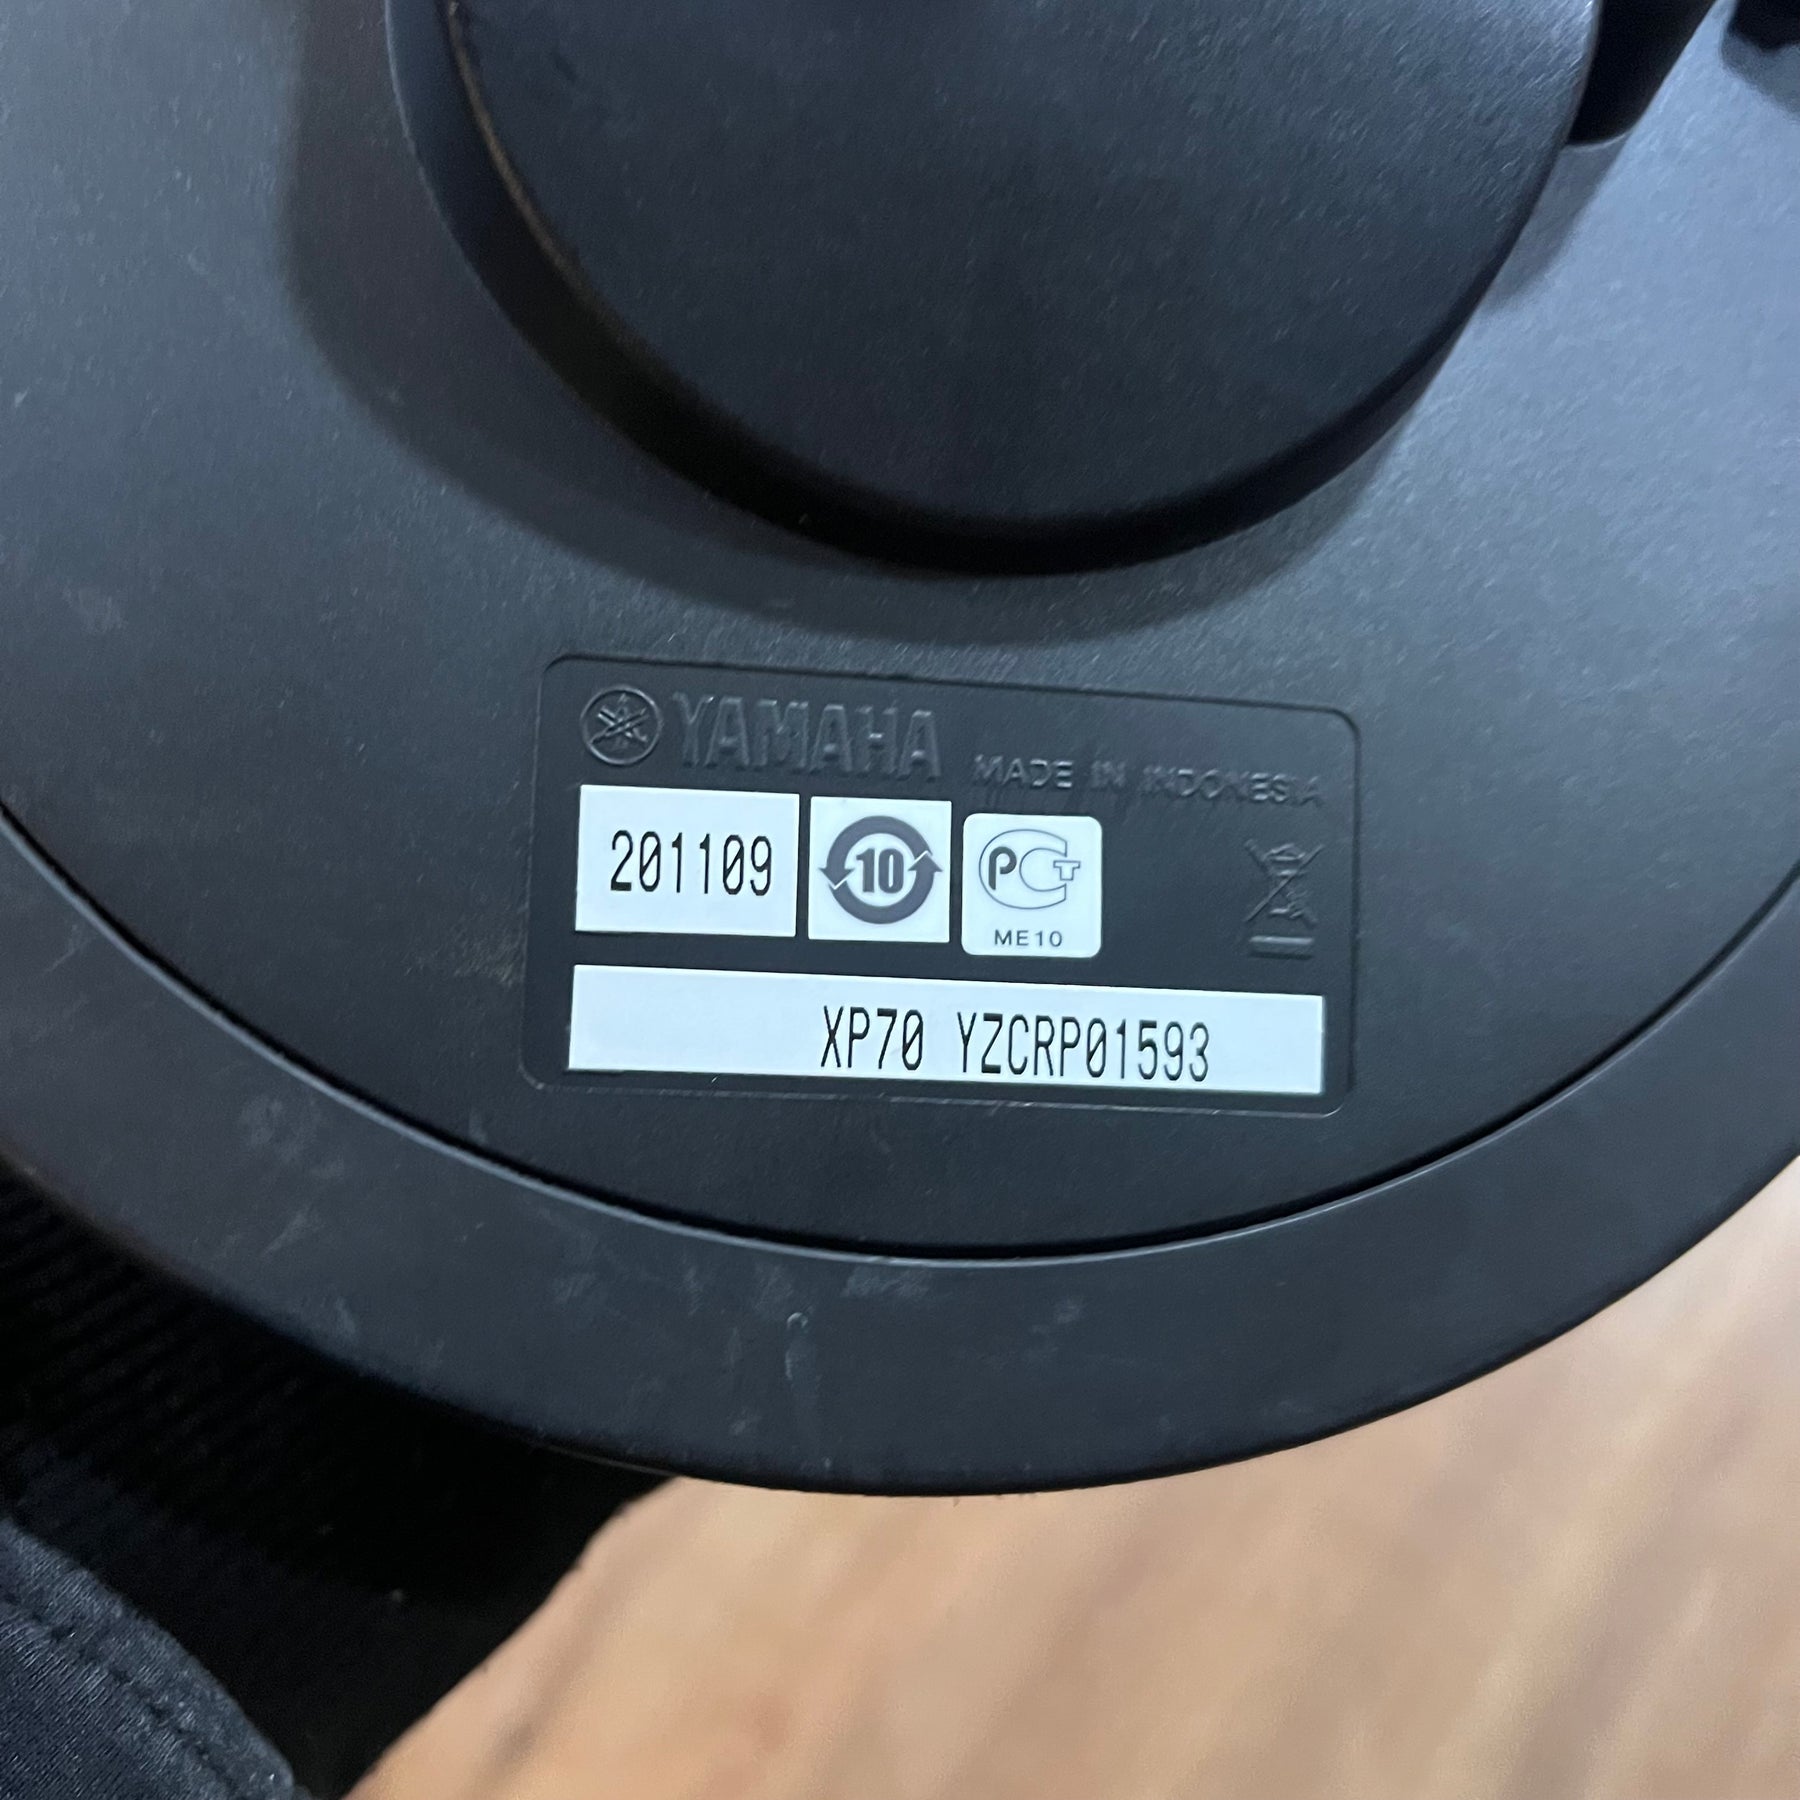 YAMAHA MADE IN INDONESIA
201109 10 PCT
ME10
XP70 YZCRP01593